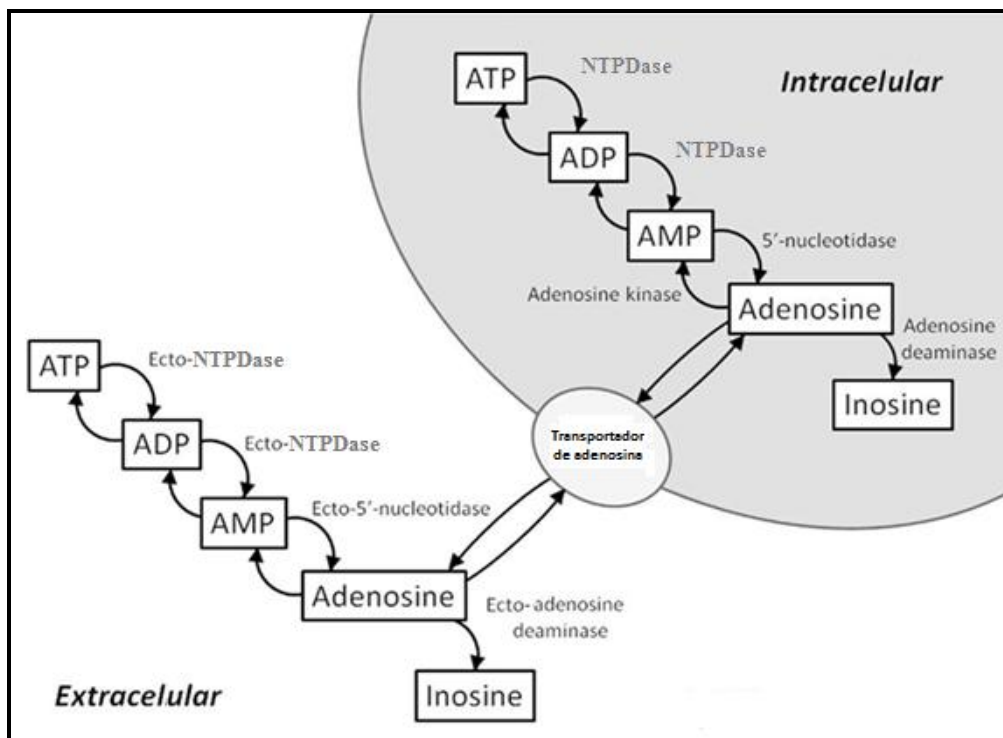 NTPDase
ATP
Intracelular
NTPDase
ADP
AMP
5'-nucleotidase
Adenosine kinase
Adenosine
Adenosine
deaminase
Inosine
Transportador
de adenosina
ATP
Ecto-NTPDase
ADP
Ecto-NTPDase
AMP
Ecto-5'-nucleotidase
Adenosine
Ecto- adenosine
deaminase
Inosine
Extracelular